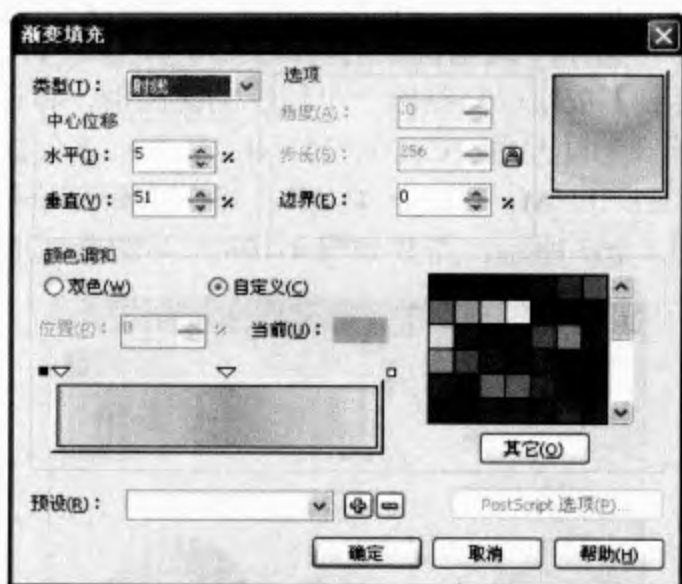 渐变填充
类型(T)： 射线
选项
角度(A)： .0
中心位移
水平(I)： 5 %
步长(S)： 256
垂直(V)： 51 %
边界(E)： 0 %
颜色调和
双色(W) 自定义(C)
位置(P)： 0 % 当前(U)：
其它(O)
预设(R)：
PostScript 选项(P)...
确定 取消 帮助(H)